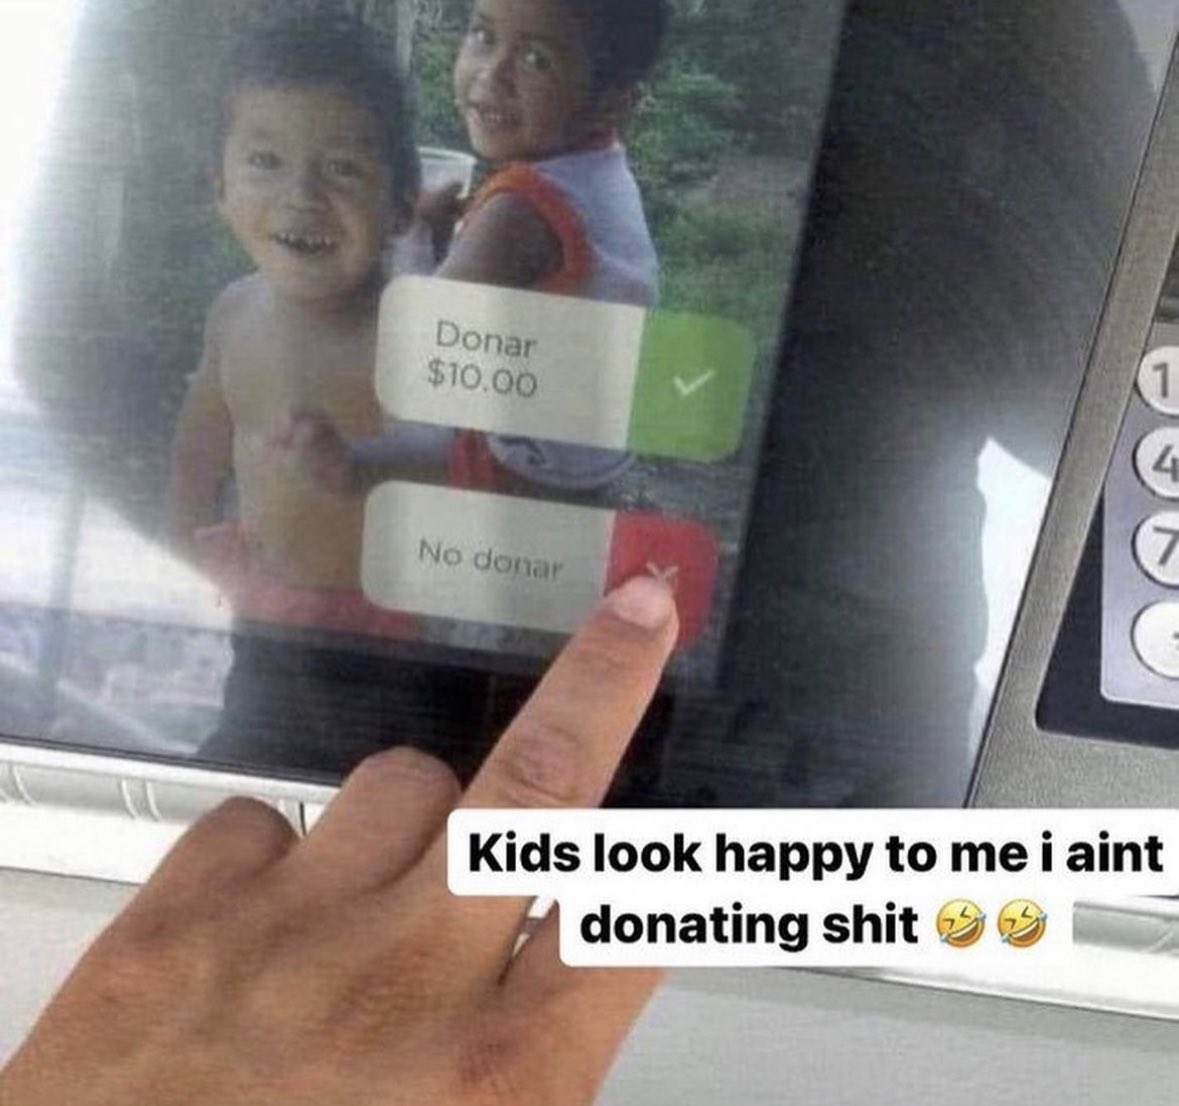 Donar
$10.00
No donar
1
4
7
Kids look happy to me i aint
donating shit 🤣🤣